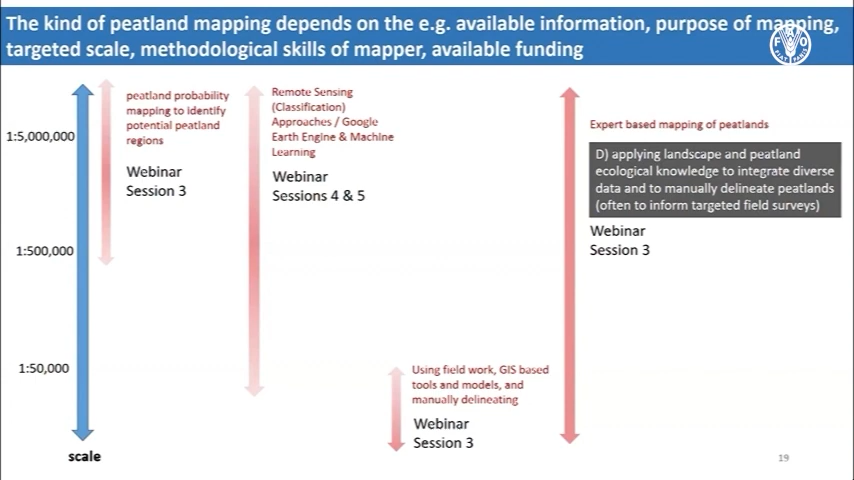 The kind of peatland mapping depends on the e.g. available information, purpose of mapping,
targeted scale, methodological skills of mapper, available funding
F A O
FIAT PANIS
1:5,000,000
1:500,000
1:50,000
scale
peatland probability
mapping to identify
potential peatland
regions
Webinar
Session 3
Remote Sensing
(Classification)
Approaches / Google
Earth Engine & Machine
Learning
Webinar
Sessions 4 & 5
Using field work, GIS based
tools and models, and
manually delineating
Webinar
Session 3
Expert based mapping of peatlands
D) applying landscape and peatland
ecological knowledge to integrate diverse
data and to manually delineate peatlands
(often to inform targeted field surveys)
Webinar
Session 3
19